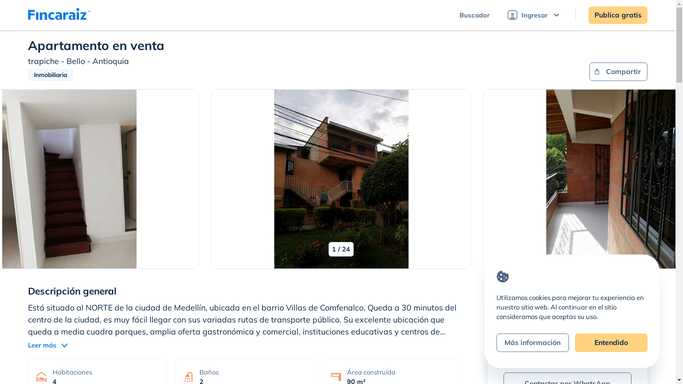 Fincaraiz
Buscador
Ingresar
Publica gratis
Apartamento en venta
trapiche - Bello - Antioquia
Inmobiliaria
Compartir
1 / 24
Descripción general
Está situado al NORTE de la ciudad de Medellín, ubicada en el barrio Villas de Comfenalco, Queda a 30 minutos del
centro de la ciudad, es muy fácil llegar con sus variadas rutas de transporte público. Su excelente ubicación que
queda a media cuadra parques, amplia oferta gastronómica y comercial, instituciones educativas y centros de...
Leer más
Habitaciones
4
Baños
2
Área construida
90 m²
Utilizamos cookies para mejorar tu experiencia en
nuestro sitio web. Al continuar en el sitio
consideramos que aceptas su uso.
Más información
Entendido
Contactar por WhatsApp